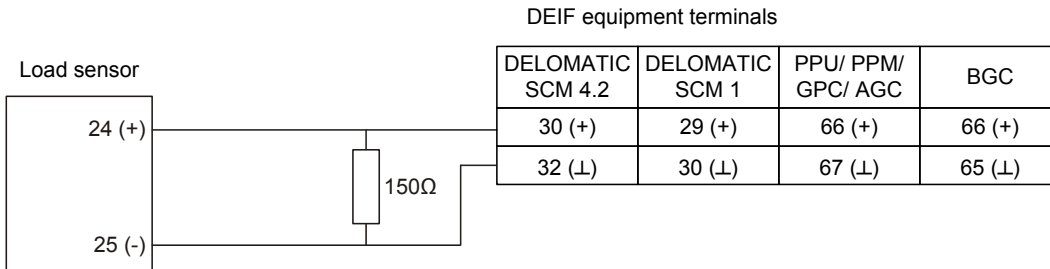 DEIF equipment terminals
Load sensor
DELOMATIC SCM 4.2
DELOMATIC SCM 1
PPU/ PPM/ GPC/ AGC
BGC
24 (+)
30 (+)
29 (+)
66 (+)
66 (+)
32 (⊥)
30 (⊥)
67 (⊥)
65 (⊥)
150Ω
25 (-)